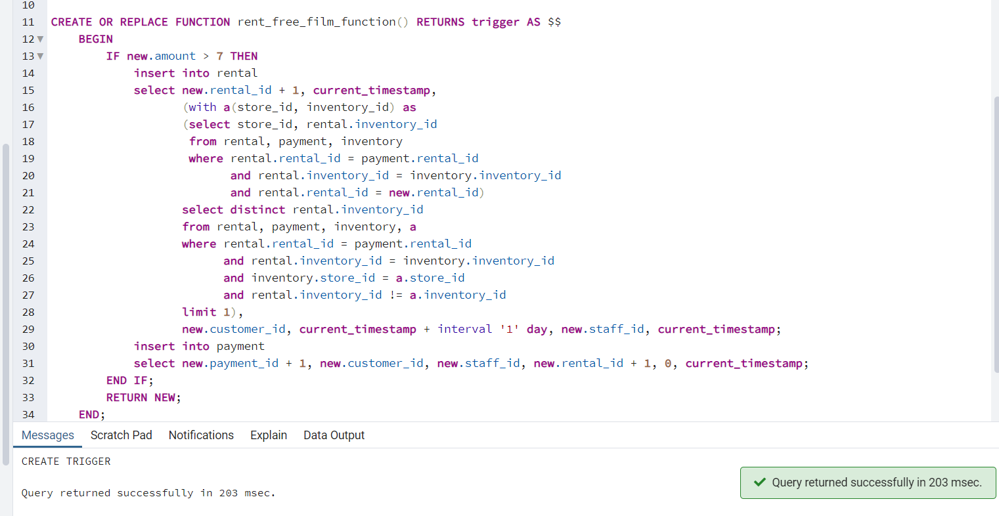 10
11 CREATE OR REPLACE FUNCTION rent_free_film_function() RETURNS trigger AS $$
12 BEGIN
13 IF new.amount > 7 THEN
14 insert into rental
15 select new.rental_id + 1, current_timestamp,
16 (with a(store_id, inventory_id) as
17 (select store_id, rental.inventory_id
18 from rental, payment, inventory
19 where rental.rental_id = payment.rental_id
20 and rental.inventory_id = inventory.inventory_id
21 and rental.rental_id = new.rental_id)
22 select distinct rental.inventory_id
23 from rental, payment, inventory, a
24 where rental.rental_id = payment.rental_id
25 and rental.inventory_id = inventory.inventory_id
26 and inventory.store_id = a.store_id
27 and rental.inventory_id != a.inventory_id
28 limit 1),
29 new.customer_id, current_timestamp + interval '1' day, new.staff_id, current_timestamp;
30 insert into payment
31 select new.payment_id + 1, new.customer_id, new.staff_id, new.rental_id + 1, 0, current_timestamp;
32 END IF;
33 RETURN NEW;
34 END;
Messages Scratch Pad Notifications Explain Data Output
CREATE TRIGGER
Query returned successfully in 203 msec.
Query returned successfully in 203 msec.